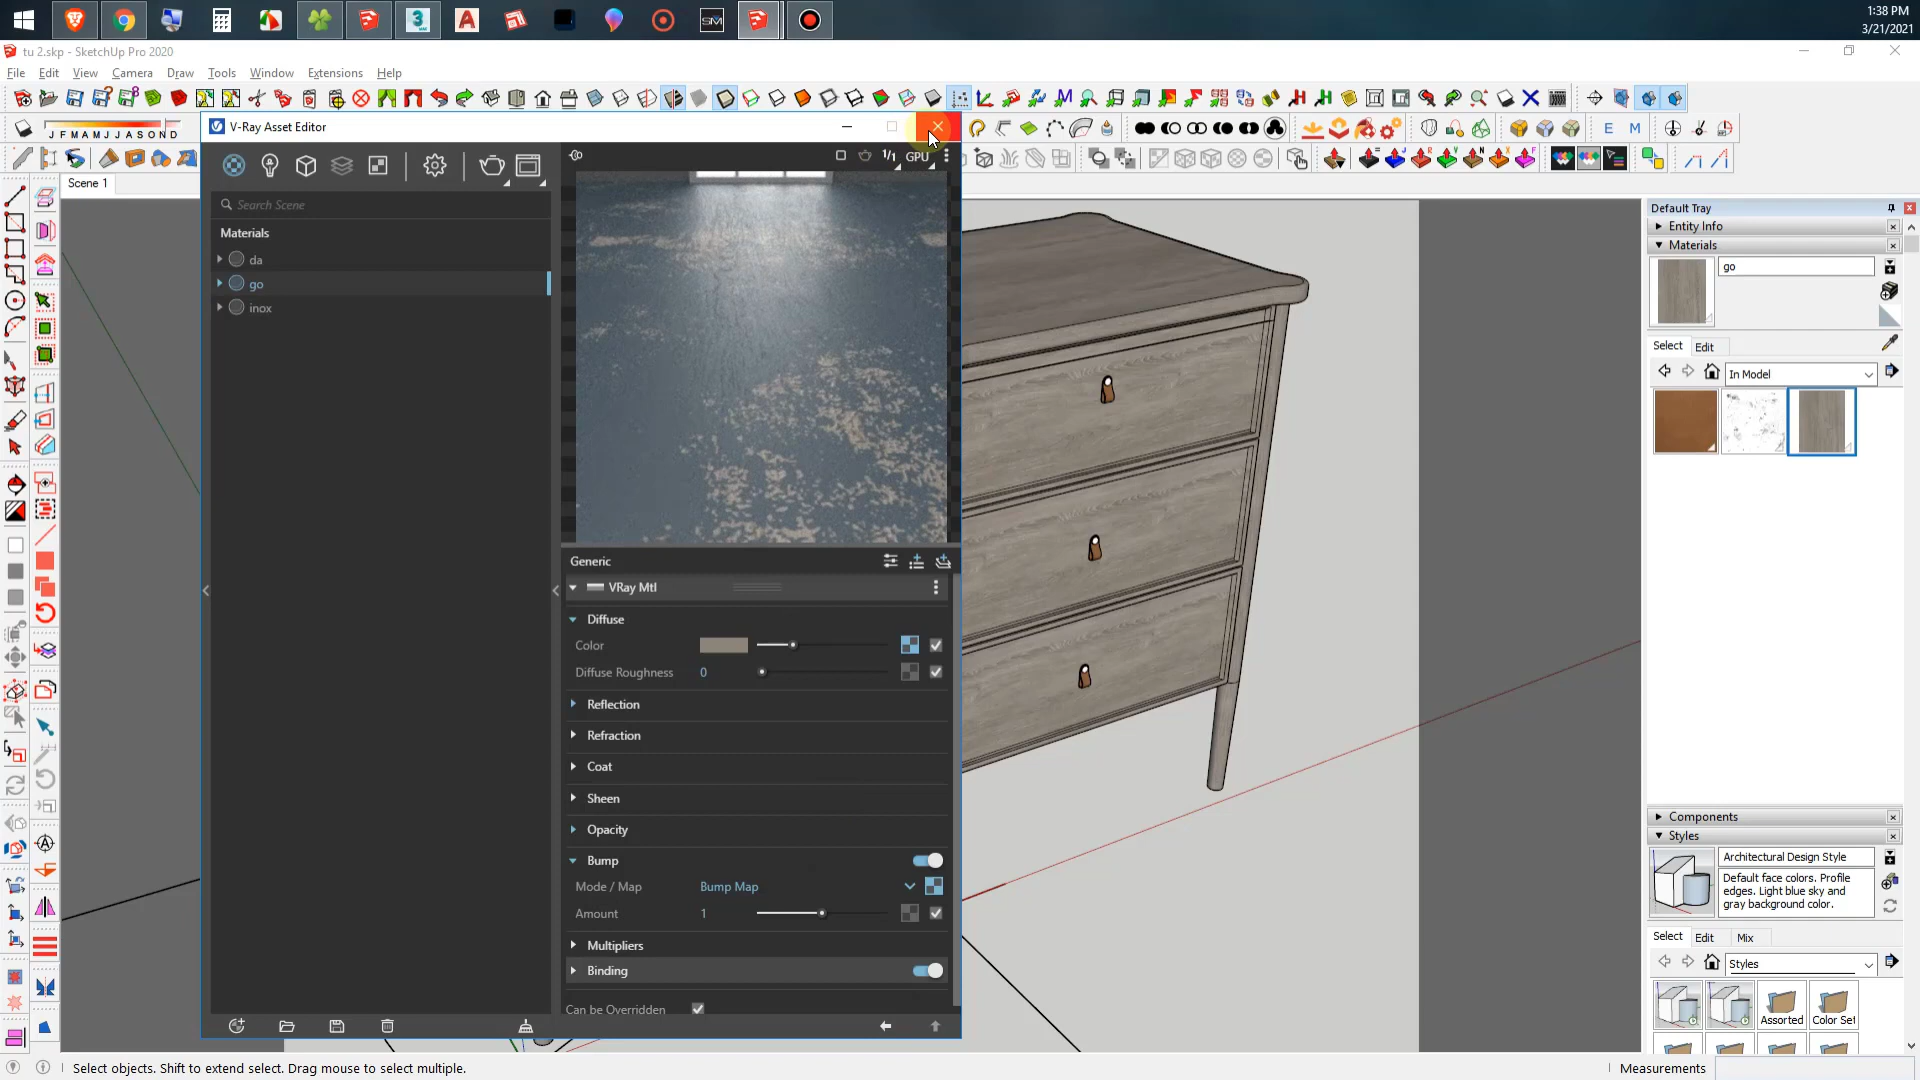 1:38 PM
3/21/2021
tu 2.skp - SketchUp Pro 2020
File Edit View Camera Draw Tools Window Extensions Help
J F M A M J J A S O N D
V-Ray Asset Editor
E M
1/1 GPU
Scene 1
Search Scene
Materials
da
go
inox
Generic
VRay Mtl
Diffuse
Color
Diffuse Roughness 0
Reflection
Refraction
Coat
Sheen
Opacity
Bump
Mode / Map Bump Map
Amount 1
Multipliers
Binding
Can be Overridden
Default Tray
Entity Info
Materials
go
Select Edit
In Model
Components
Styles
Architectural Design Style
Default face colors. Profile
edges. Light blue sky and
gray background color.
Select Edit Mix
Styles
Assorted Color Set
Select objects. Shift to extend select. Drag mouse to select multiple.
Measurements